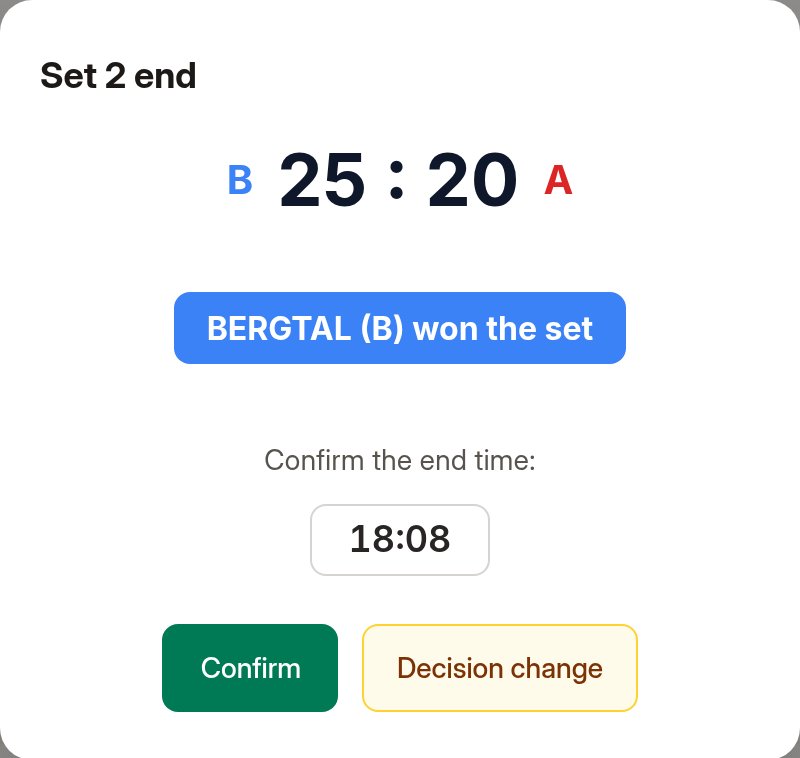 Set 2 end
B 25 : 20 A
BERGTAL (B) won the set
Confirm the end time:
18:08
Confirm Decision change